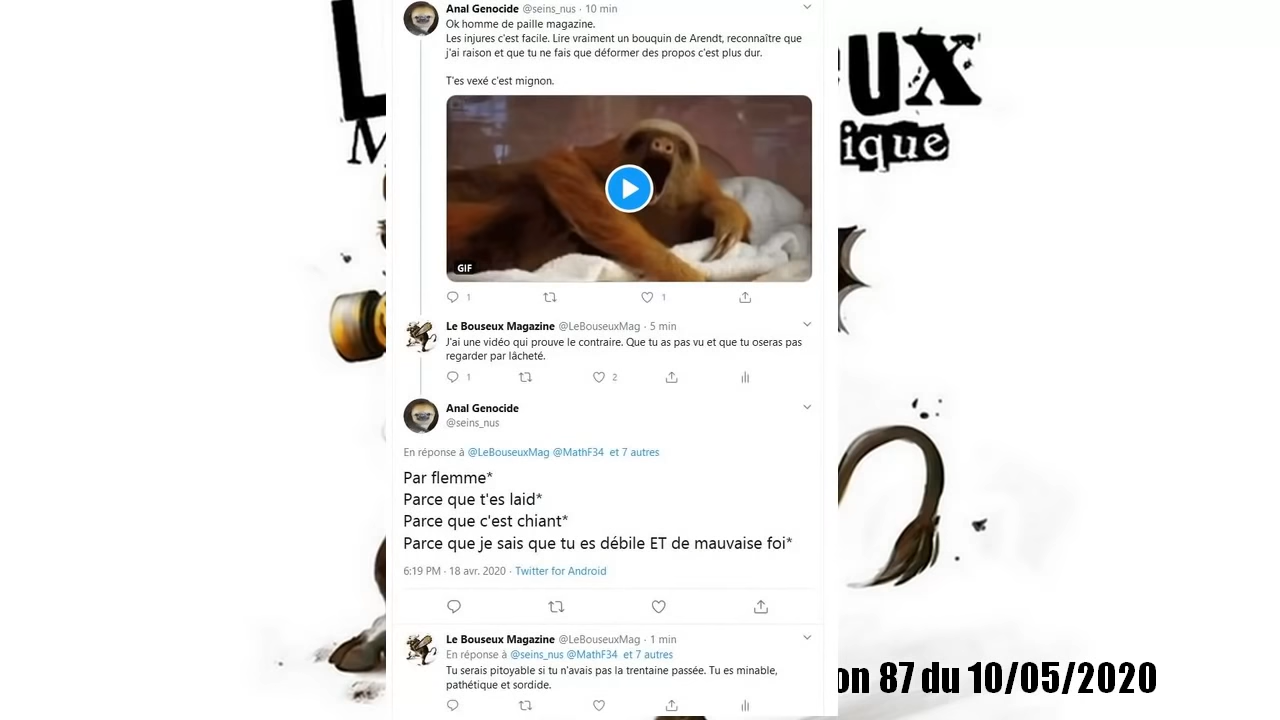 Anal Genocide @seins_nus · 10 min
Ok homme de paille magazine.
Les injures c'est facile. Lire vraiment un bouquin de Arendt, reconnaître que
j'ai raison et que tu ne fais que déformer des propos c'est plus dur.
T'es vexé c'est mignon.
GIF
1 1
Le Bouseux Magazine @LeBouseuxMag · 5 min
J'ai une vidéo qui prouve le contraire. Que tu as pas vu et que tu oseras pas
regarder par lâcheté.
1 2
Anal Genocide
@seins_nus
En réponse à @LeBouseuxMag @MathF34 et 7 autres
Par flemme*
Parce que t'es laid*
Parce que c'est chiant*
Parce que je sais que tu es débile ET de mauvaise foi*
6:19 PM · 18 avr. 2020 · Twitter for Android
Le Bouseux Magazine @LeBouseuxMag · 1 min
En réponse à @seins_nus @MathF34 et 7 autres
Tu serais pitoyable si tu n'avais pas la trentaine passée. Tu es minable,
pathétique et sordide.
L
ux
M
ique
on 87 du 10/05/2020